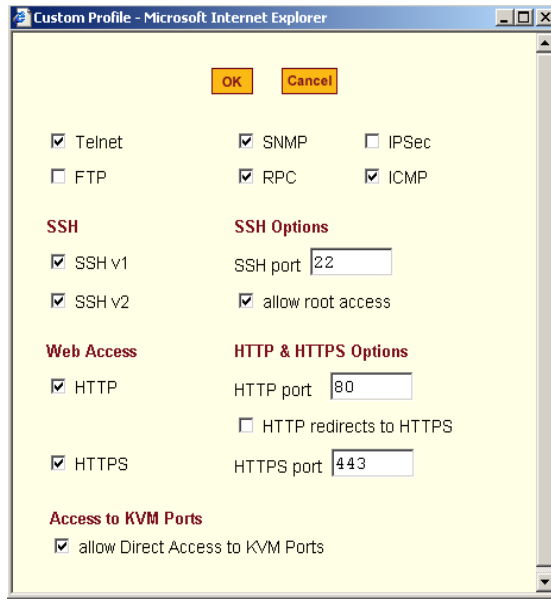 Custom Profile - Microsoft Internet Explorer
OK Cancel
Telnet SNMP IPSec
FTP RPC ICMP
SSH SSH Options
SSH v1 SSH port 22
SSH v2 allow root access
Web Access HTTP & HTTPS Options
HTTP HTTP port 80
HTTP redirects to HTTPS
HTTPS HTTPS port 443
Access to KVM Ports
allow Direct Access to KVM Ports